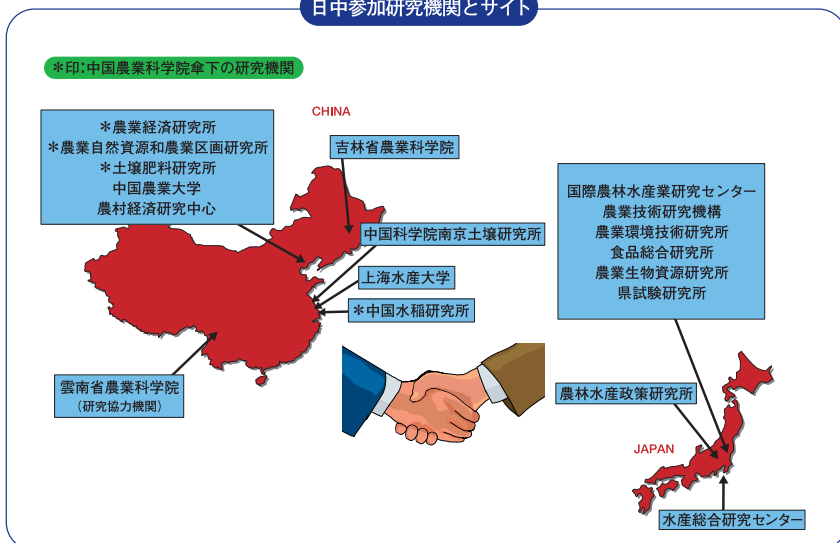 日中参加研究機関とサイト
＊印:中国農業科学院傘下の研究機関
CHINA
＊農業経済研究所
＊農業自然資源和農業区画研究所
＊土壌肥料研究所
中国農業大学
農村経済研究中心
吉林省農業科学院
中国科学院南京土壌研究所
上海水産大学
＊中国水稲研究所
雲南省農業科学院
(研究協力機関)
国際農林水産業研究センター
農業技術研究機構
農業環境技術研究所
食品総合研究所
農業生物資源研究所
県試験研究所
農林水産政策研究所
JAPAN
水産総合研究センター